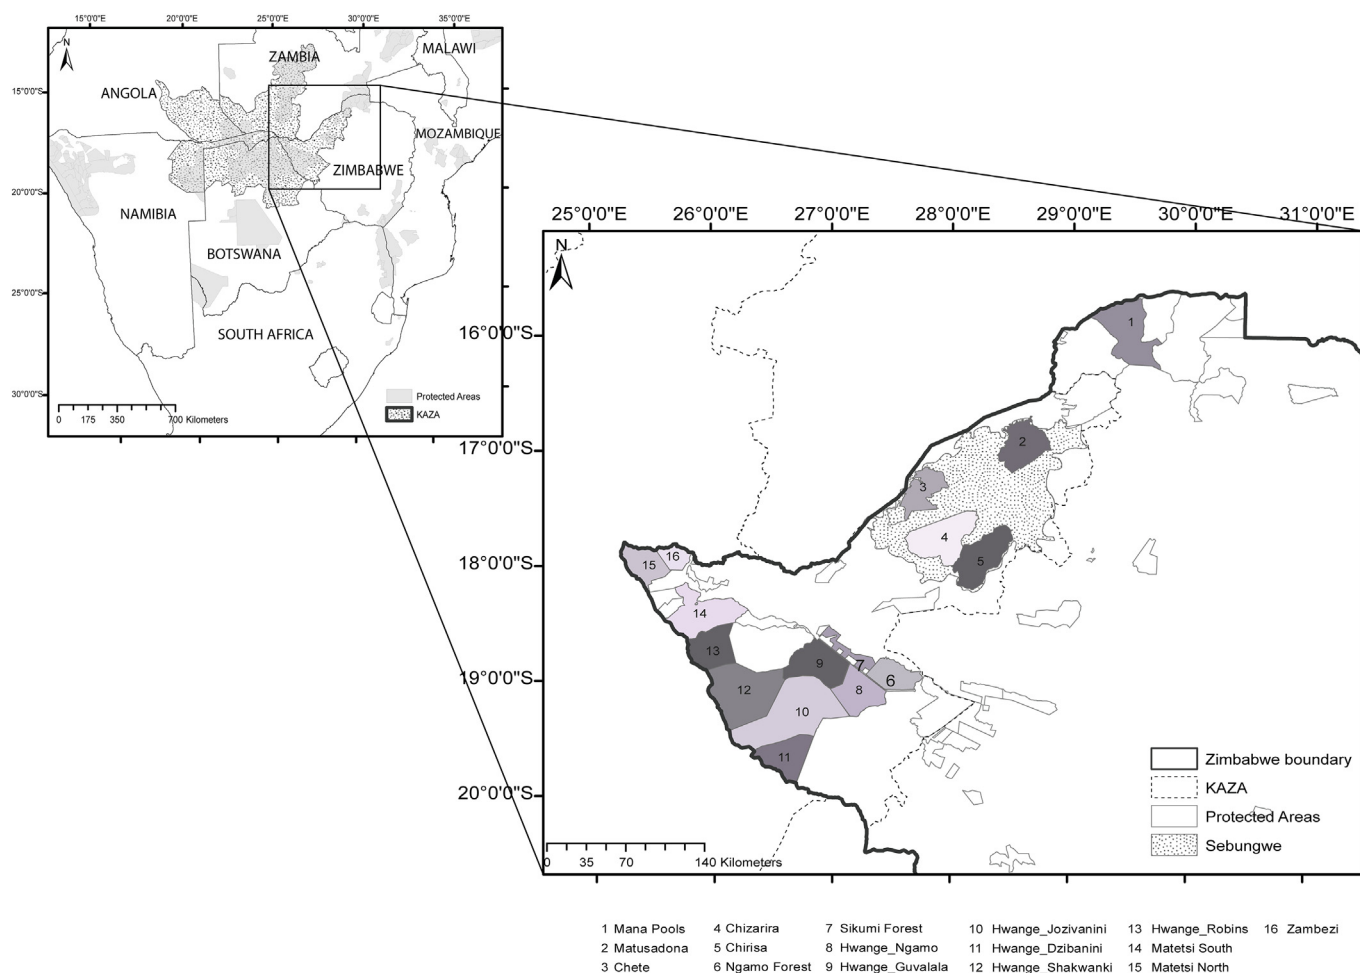 15°0'0"E 20°0'0"E 25°0'0"E 30°0'0"E 35°0'0"E
N
ZAMBIA
MALAWI
15°0'0"S
ANGOLA
MOZAMBIQUE
ZIMBABWE
20°0'0"S
NAMIBIA
BOTSWANA
25°0'0"S
SOUTH AFRICA
30°0'0"S
Protected Areas
KAZA
0 175 350 700 Kilometers
25°0'0"E 26°0'0"E 27°0'0"E 28°0'0"E 29°0'0"E 30°0'0"E 31°0'0"E
N
16°0'0"S
17°0'0"S
18°0'0"S
19°0'0"S
20°0'0"S
1
2
3
4
5
16
15
14
13
9
7
6
12
8
10
11
Zimbabwe boundary
KAZA
Protected Areas
Sebungwe
0 35 70 140 Kilometers
1 Mana Pools 4 Chizarira 7 Sikumi Forest 10 Hwange_Jozivanini 13 Hwange_Robins 16 Zambezi
2 Matusadona 5 Chirisa 8 Hwange_Ngamo 11 Hwange_Dzibanini 14 Matetsi South
3 Chete 6 Ngamo Forest 9 Hwange_Guvalala 12 Hwange_Shakwanki 15 Matetsi North